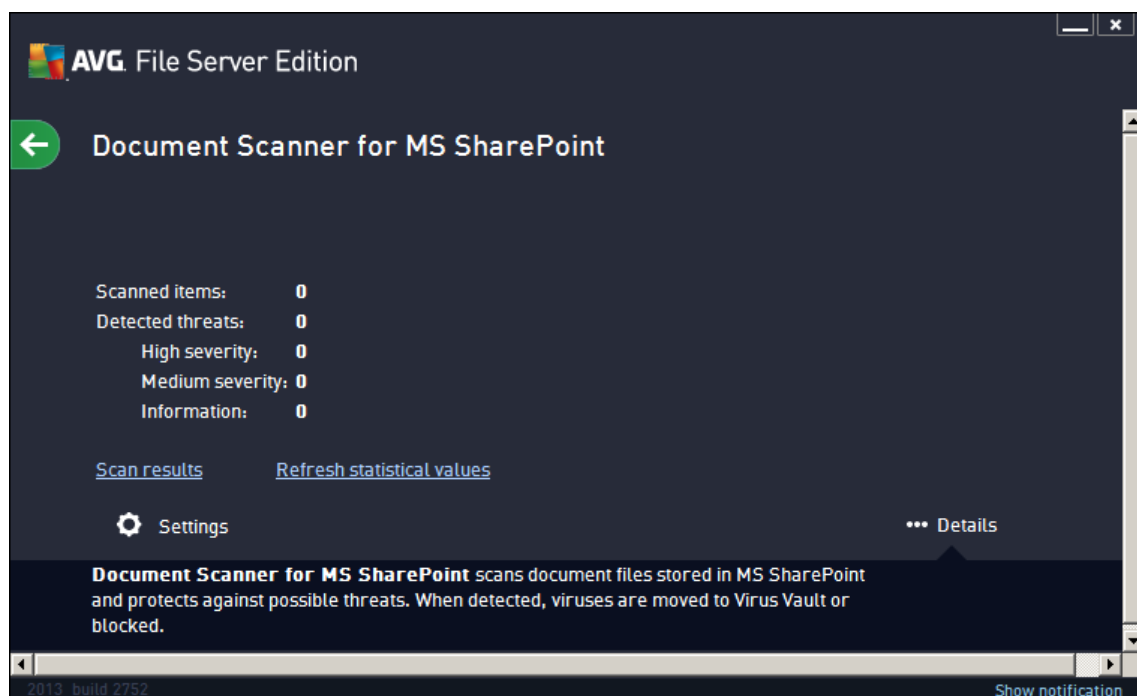 AVG. File Server Edition
Document Scanner for MS SharePoint
Scanned items: 0
Detected threats: 0
High severity: 0
Medium severity: 0
Information: 0
Scan results Refresh statistical values
Settings ••• Details
Document Scanner for MS SharePoint scans document files stored in MS SharePoint
and protects against possible threats. When detected, viruses are moved to Virus Vault or
blocked.
2013 build 2752 Show notification